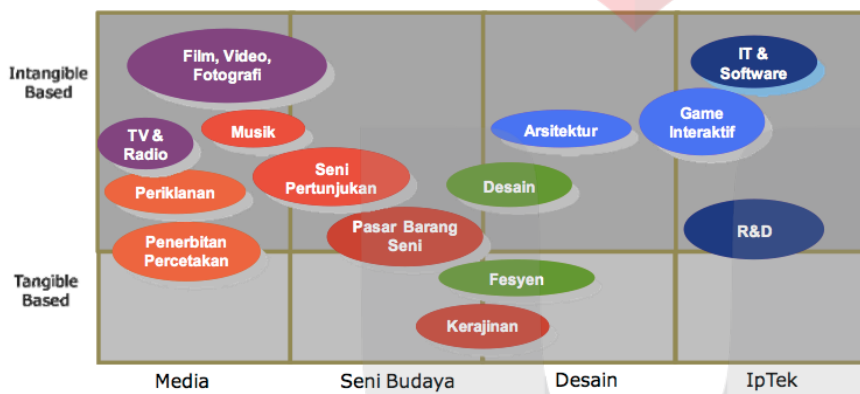 Intangible
Based
Film, Video,
Fotografi
IT &
Software
TV &
Radio
Musik
Arsitektur
Game
Interaktif
Periklanan
Seni
Pertunjukan
Desain
Penerbitan
Percetakan
Pasar Barang
Seni
R&D
Tangible
Based
Fesyen
Kerajinan
Media
Seni Budaya
Desain
IpTek